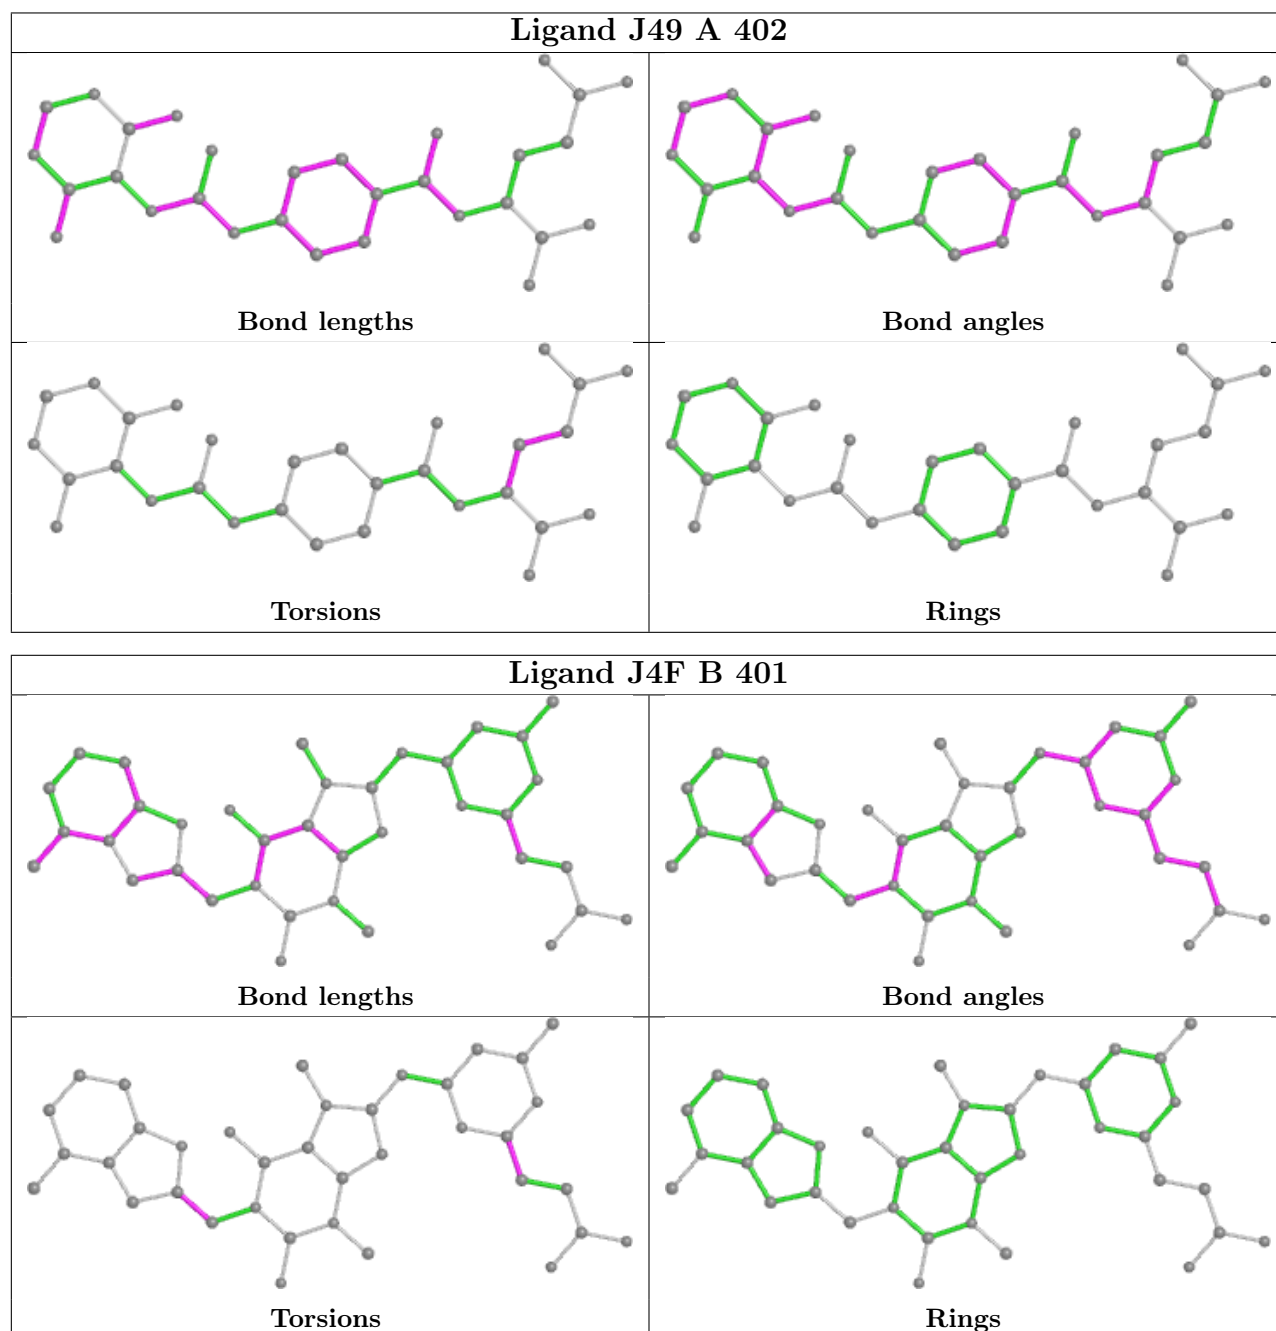 Ligand J49 A 402
Bond lengths
Bond angles
Torsions
Rings
Ligand J4F B 401
Bond lengths
Bond angles
Torsions
Rings